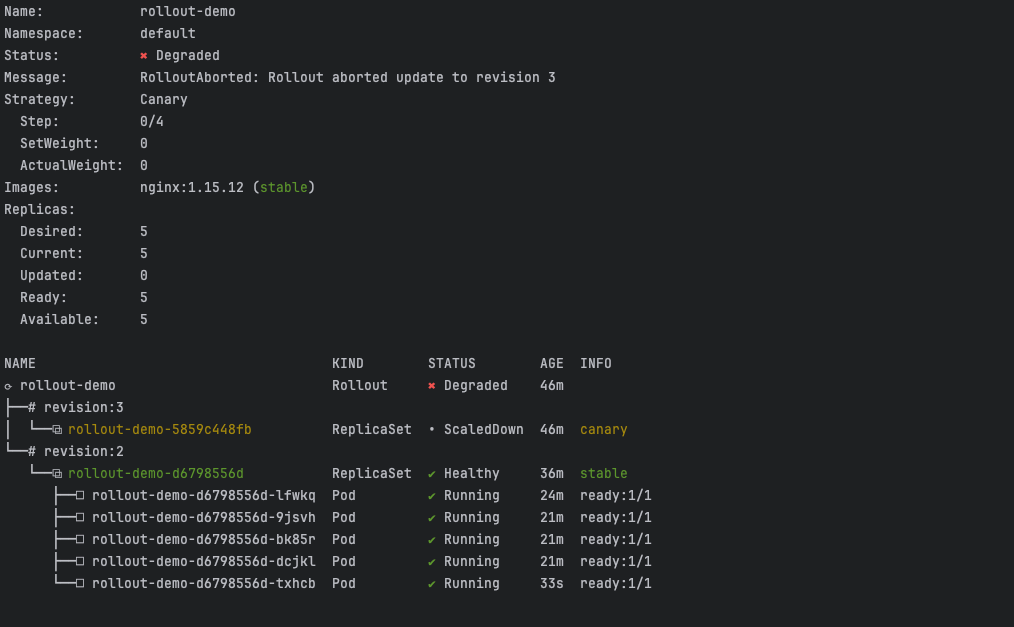 Name:            rollout-demo
Namespace:       default
Status:          ✖ Degraded
Message:         RolloutAborted: Rollout aborted update to revision 3
Strategy:        Canary
  Step:          0/4
  SetWeight:     0
  ActualWeight:  0
Images:          nginx:1.15.12 (stable)
Replicas:
  Desired:       5
  Current:       5
  Updated:       0
  Ready:         5
  Available:     5

NAME                                     KIND        STATUS        AGE  INFO
⟳ rollout-demo                           Rollout     ✖ Degraded    46m
├──# revision:3
│  └──⧉ rollout-demo-5859c448fb          ReplicaSet  • ScaledDown  46m  canary
└──# revision:2
   └──⧉ rollout-demo-d6798556d           ReplicaSet  ✔ Healthy     36m  stable
      ├──□ rollout-demo-d6798556d-lfwkq  Pod         ✔ Running     24m  ready:1/1
      ├──□ rollout-demo-d6798556d-9jsvh  Pod         ✔ Running     21m  ready:1/1
      ├──□ rollout-demo-d6798556d-bk85r  Pod         ✔ Running     21m  ready:1/1
      ├──□ rollout-demo-d6798556d-dcjkl  Pod         ✔ Running     21m  ready:1/1
      └──□ rollout-demo-d6798556d-txhcb  Pod         ✔ Running     33s  ready:1/1